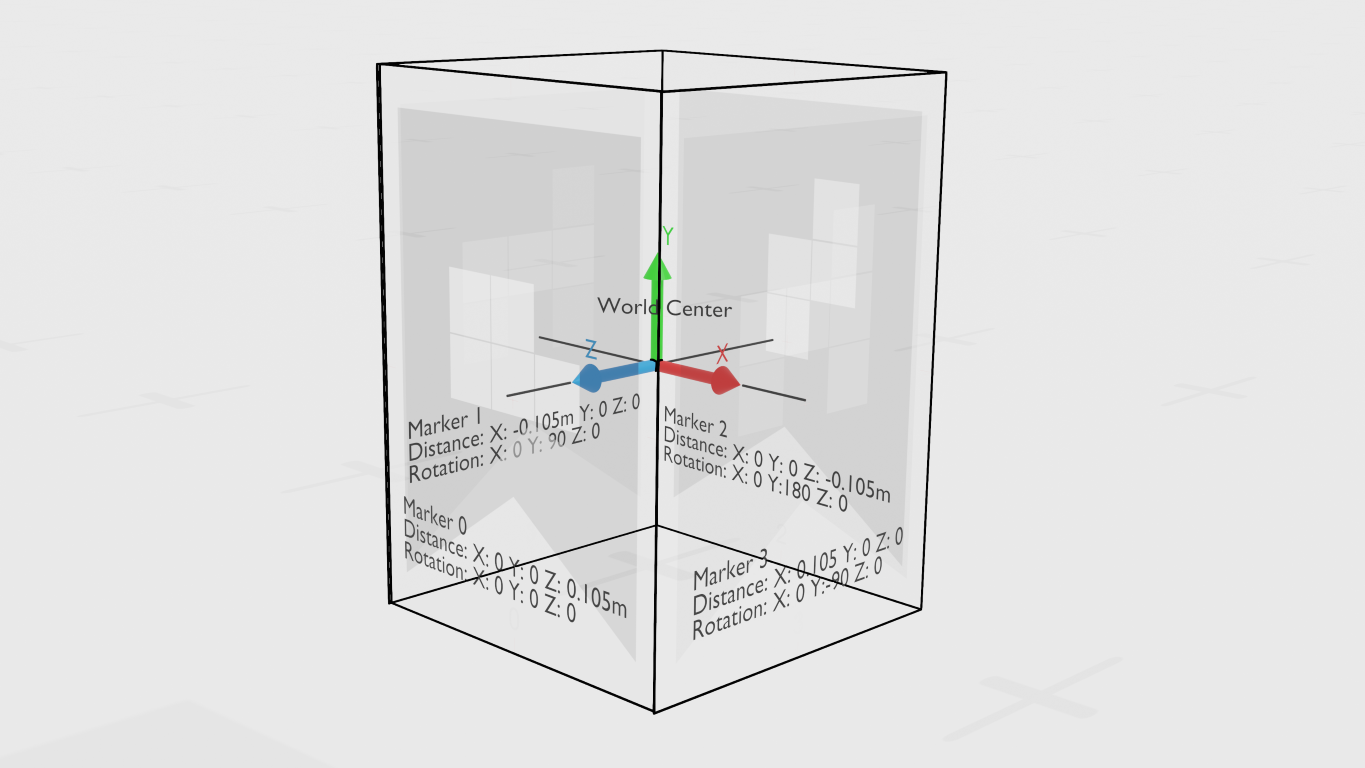 Y
World Center
Z
X
Marker 1
Distance: X: -0.105m Y: 0 Z: 0
Rotation: X: 0 Y: 90 Z: 0
Marker 2
Distance: X: 0 Y: 0 Z: -0.105m
Rotation: X: 0 Y:180 Z: 0
Marker 0
Distance: X: 0 Y: 0 Z: 0.105m
Rotation: X: 0 Y: 0 Z: 0
Marker 3
Distance: X: 0.105 Y: 0 Z: 0
Rotation: X: 0 Y:-90 Z: 0